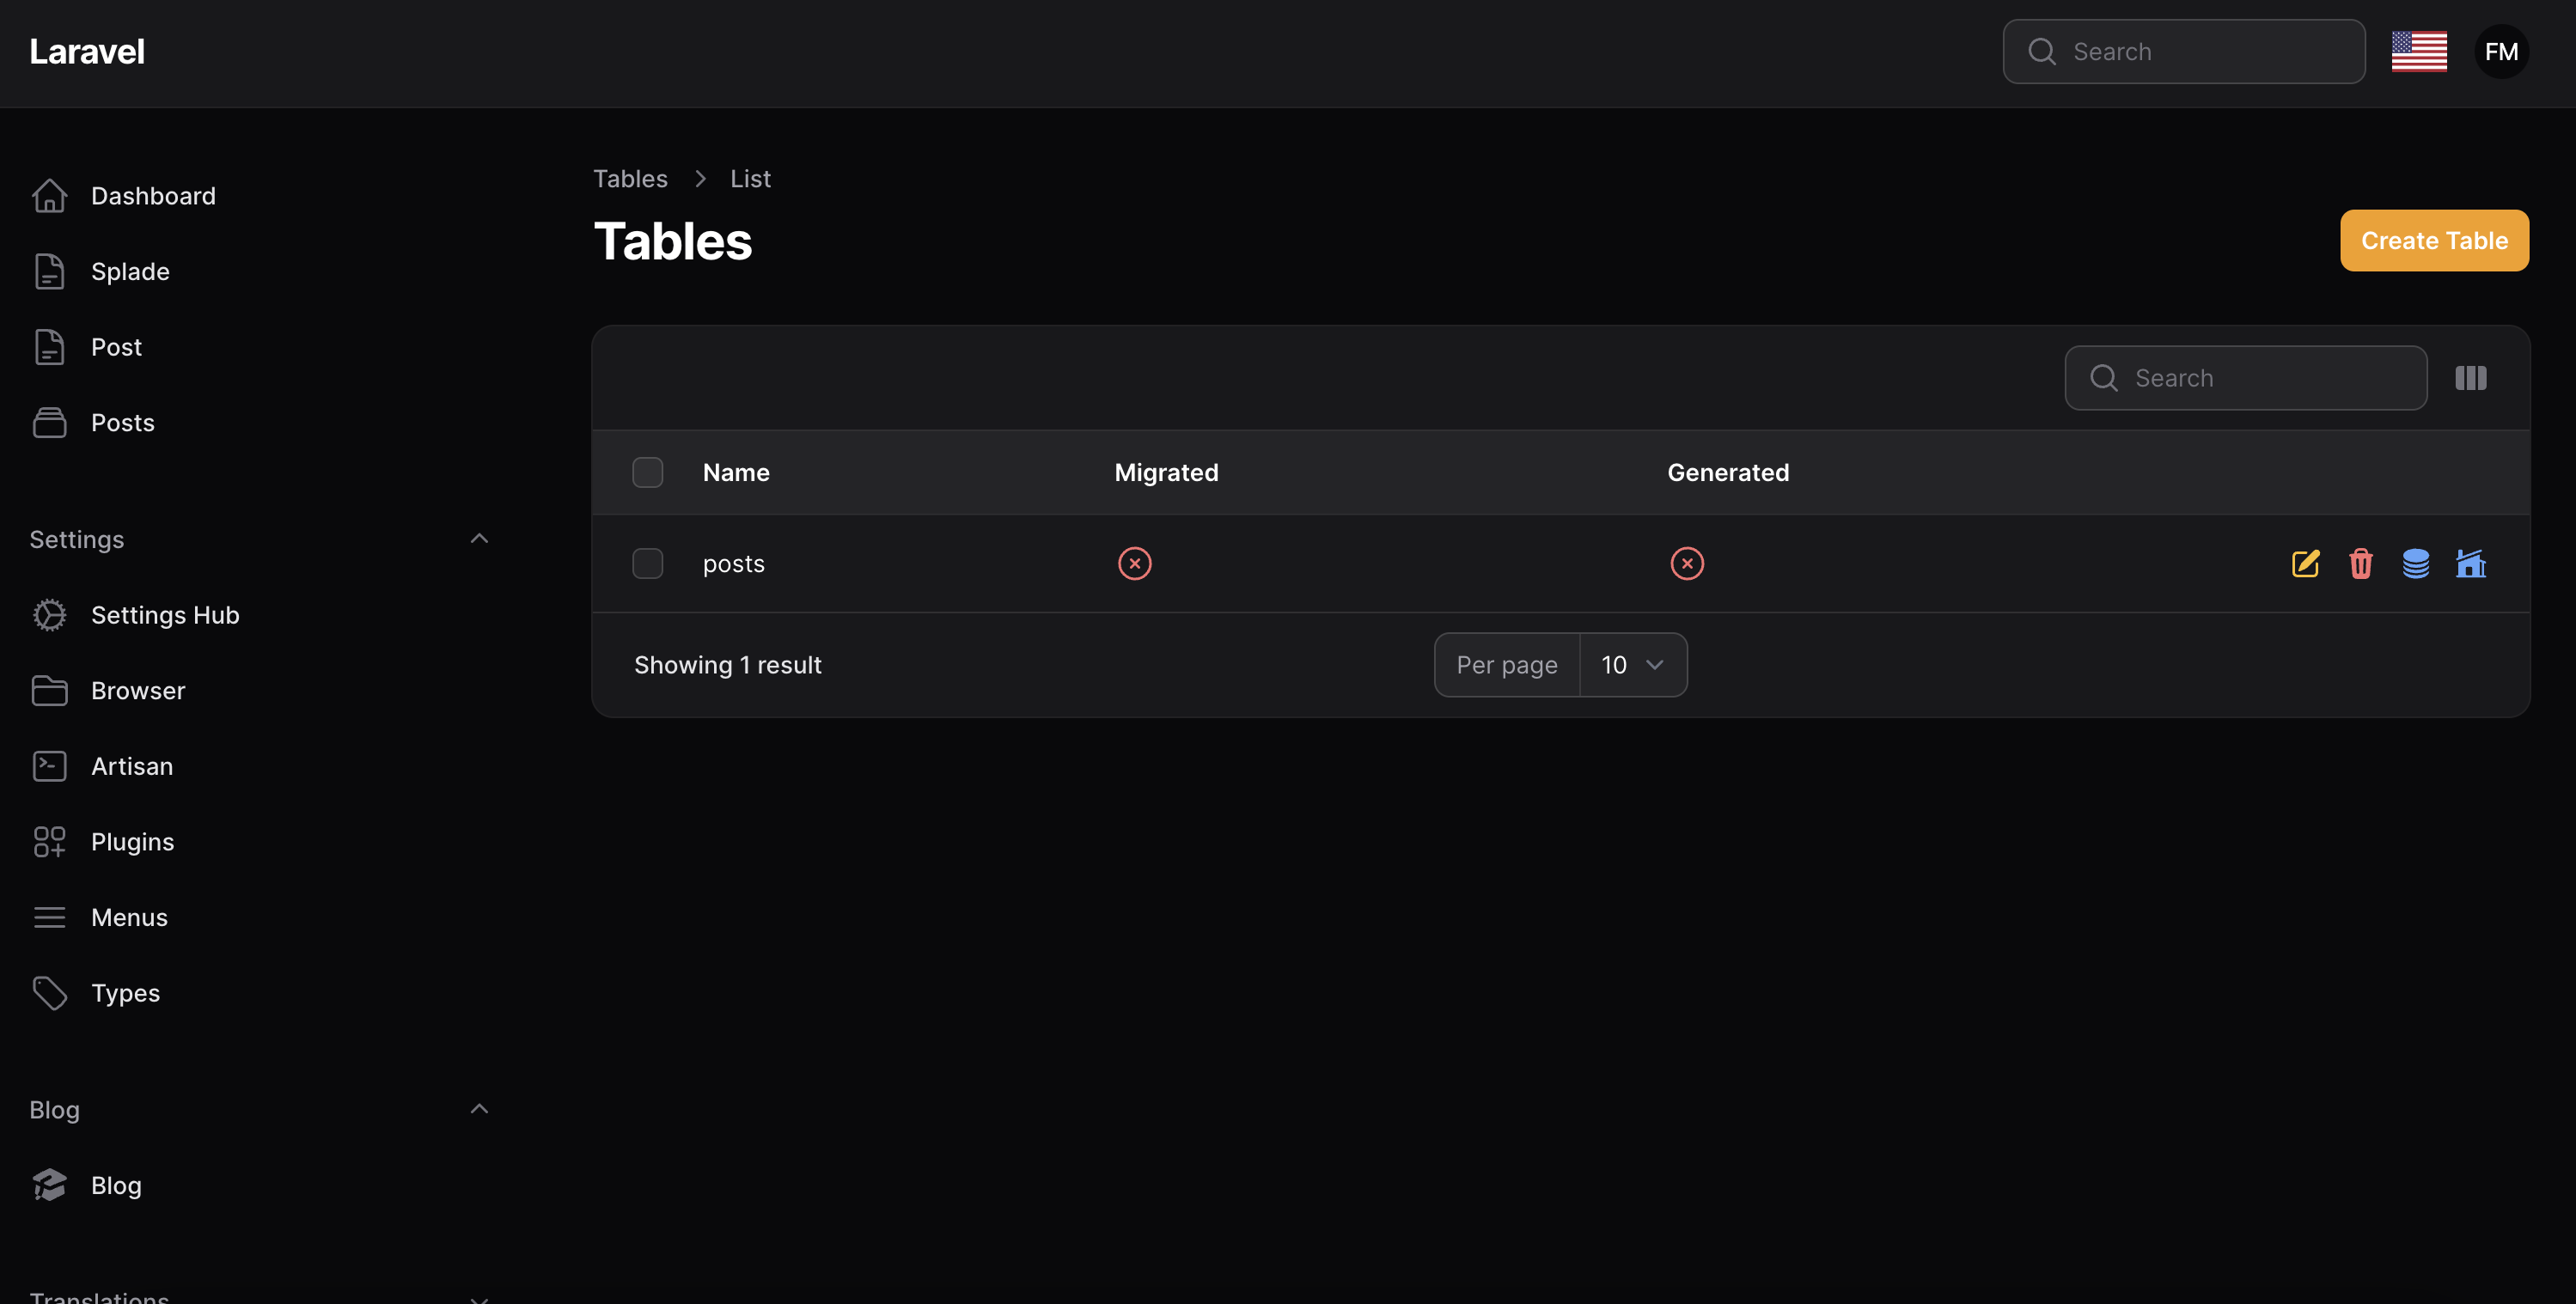 Laravel
Search
FM
Dashboard
Splade
Post
Posts
Settings
Settings Hub
Browser
Artisan
Plugins
Menus
Types
Blog
Blog
Translations
Tables > List
Tables
Create Table
Search
Name Migrated Generated
posts
Showing 1 result
Per page 10